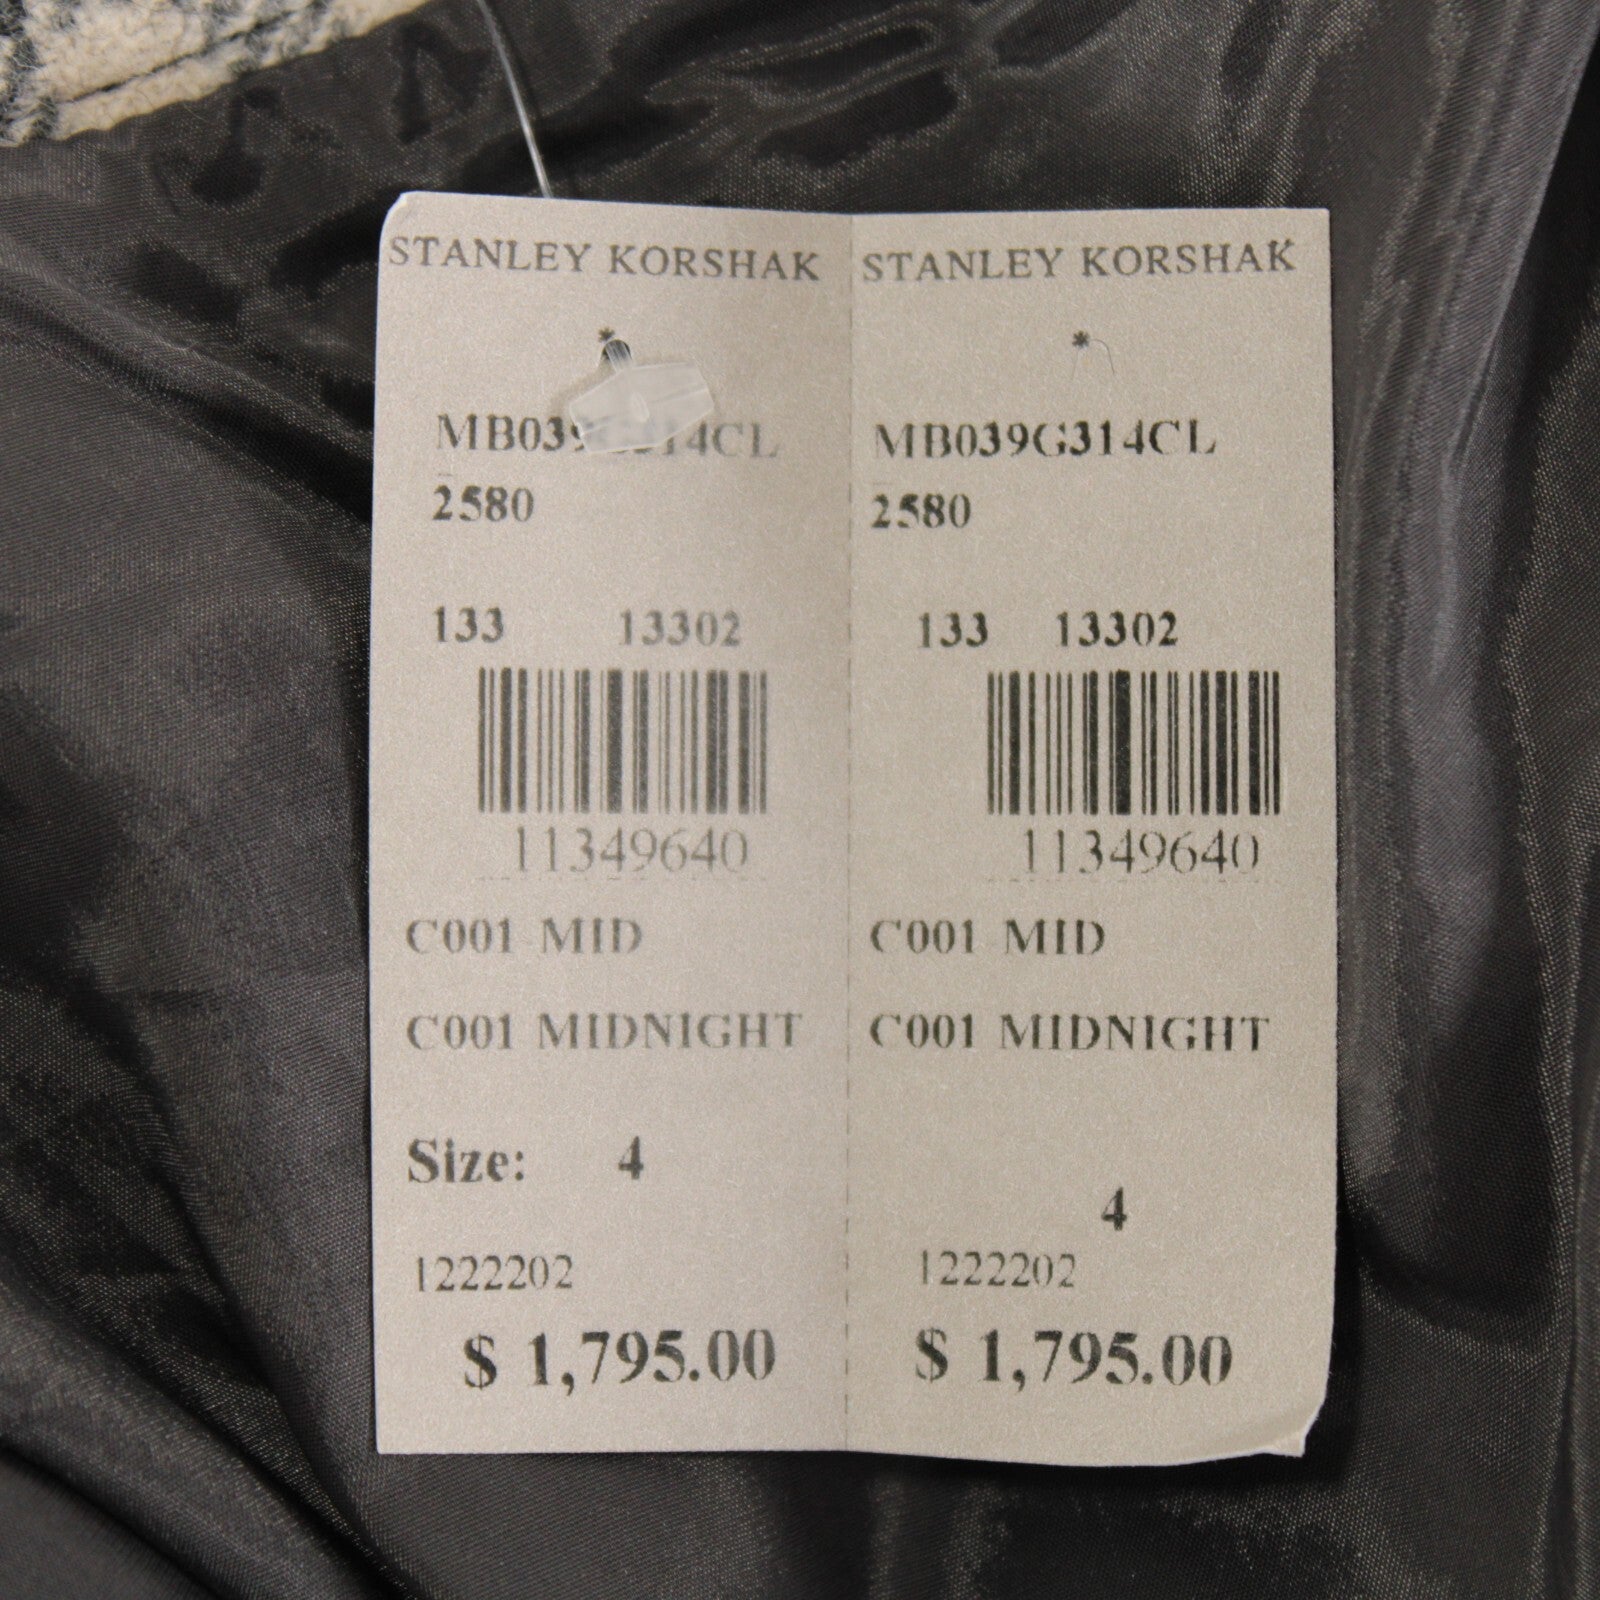 STANLEY KORSHAK
*
MB039G314CL
2580
133 13302
11349640
C001 MID
C001 MIDNIGHT
Size: 4
1222202
$ 1,795.00
STANLEY KORSHAK
*
MB039G314CL
2580
133 13302
11349640
C001 MID
C001 MIDNIGHT
4
1222202
$ 1,795.00